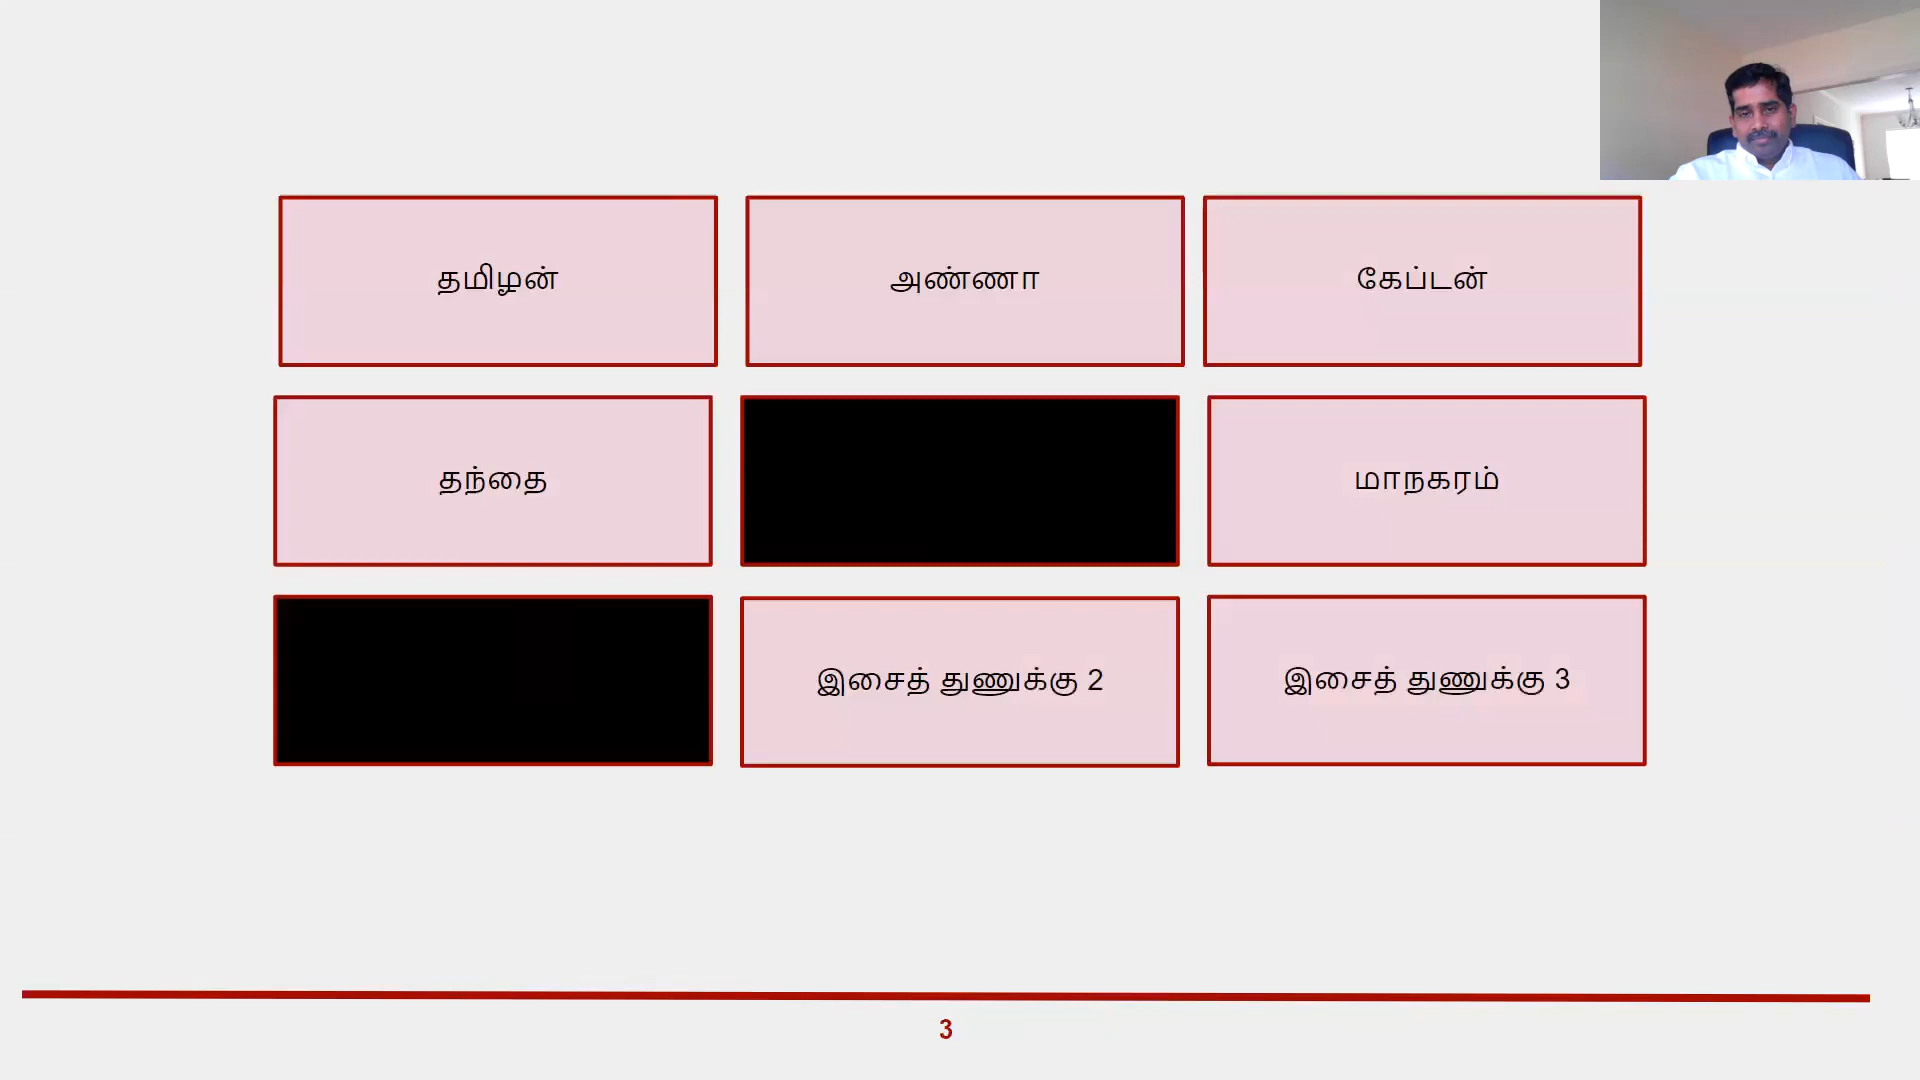 தமிழன்
அண்ணா
கேப்டன்
தந்தை
மாநகரம்
இசைத் துணுக்கு 2
இசைத் துணுக்கு 3
3